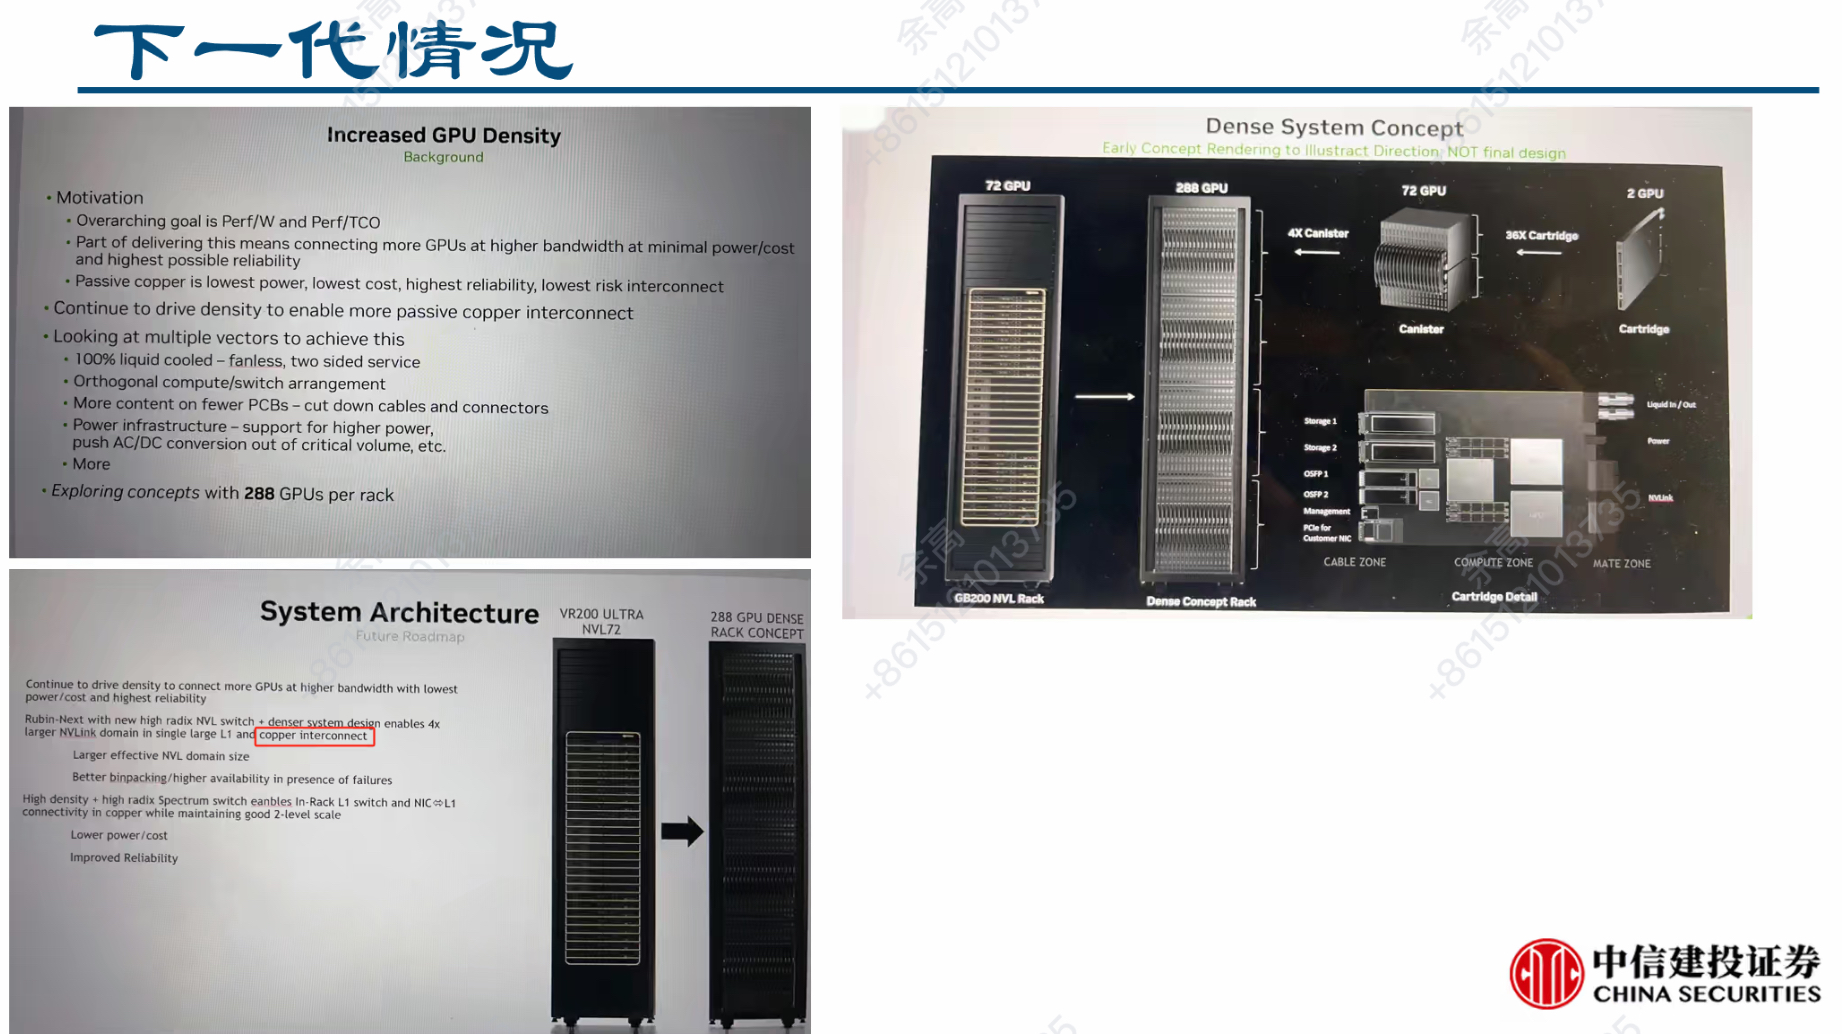 下一代情况
Increased GPU Density
Background
• Motivation
• Overarching goal is Perf/W and Perf/TCO
• Part of delivering this means connecting more GPUs at higher bandwidth at minimal power/cost
and highest possible reliability
• Passive copper is lowest power, lowest cost, highest reliability, lowest risk interconnect
• Continue to drive density to enable more passive copper interconnect
• Looking at multiple vectors to achieve this
• 100% liquid cooled – fanless, two sided service
• Orthogonal compute/switch arrangement
• More content on fewer PCBs – cut down cables and connectors
• Power infrastructure – support for higher power,
push AC/DC conversion out of critical volume, etc.
• More
• Exploring concepts with 288 GPUs per rack
Dense System Concept
Early Concept Rendering to Illustract Direction, NOT final design
72 GPU
288 GPU
72 GPU
2 GPU
4X Canister
36X Cartridge
Canister
Cartridge
Storage 1
Storage 2
OSFP 1
OSFP 2
Management
PCIe for
Customer NIC
Liquid In / Out
Power
NVLink
CABLE ZONE
COMPUTE ZONE
MATE ZONE
GB200 NVL Rack
Dense Concept Rack
Cartridge Detail
System Architecture
Future Roadmap
VR200 ULTRA
NVL72
288 GPU DENSE
RACK CONCEPT
Continue to drive density to connect more GPUs at higher bandwidth with lowest
power/cost and highest reliability
Rubin-Next with new high radix NVL switch + denser system design enables 4x
larger NVLink domain in single large L1 and copper interconnect
Larger effective NVL domain size
Better binpacking/higher availability in presence of failures
High density + high radix Spectrum switch eanbles In-Rack L1 switch and NIC⇔L1
connectivity in copper while maintaining good 2-level scale
Lower power/cost
Improved Reliability
中信建投证券
CHINA SECURITIES
余高
+8615121013735